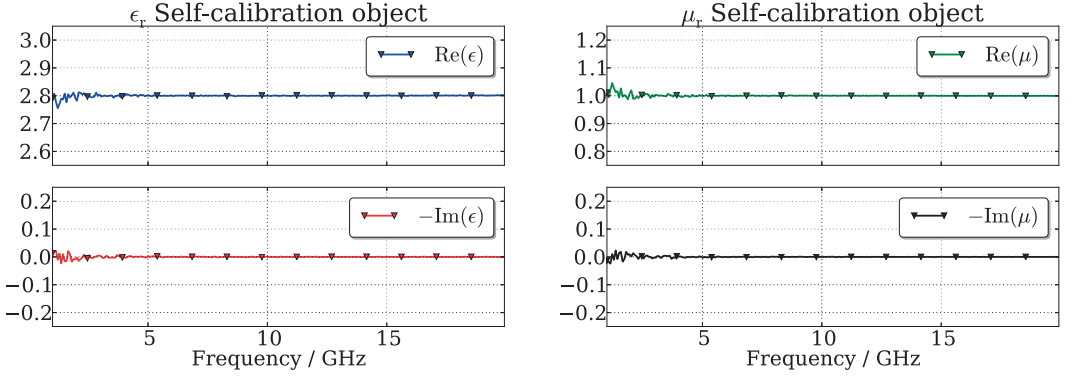 ϵr Self-calibration object
3.0
2.9
2.8
2.7
2.6
Re(ϵ)
0.2
0.1
0.0
−0.1
−0.2
−Im(ϵ)
5 10 15
Frequency / GHz
μr Self-calibration object
1.2
1.1
1.0
0.9
0.8
Re(μ)
0.2
0.1
0.0
−0.1
−0.2
−Im(μ)
5 10 15
Frequency / GHz